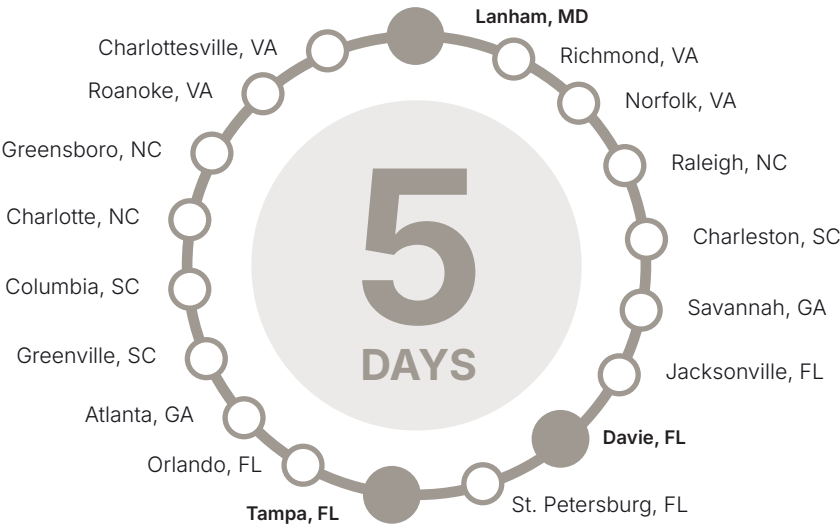 Lanham, MD
Charlottesville, VA
Richmond, VA
Roanoke, VA
Norfolk, VA
Greensboro, NC
Raleigh, NC
Charlotte, NC
Charleston, SC
Columbia, SC
Savannah, GA
Greenville, SC
Jacksonville, FL
Atlanta, GA
Davie, FL
Orlando, FL
St. Petersburg, FL
Tampa, FL
5
DAYS